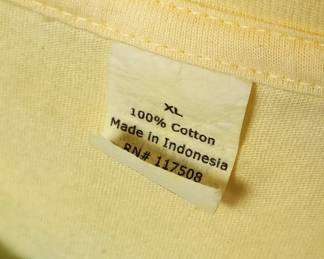 XL
100% Cotton
Made in Indonesia
RN# 117508